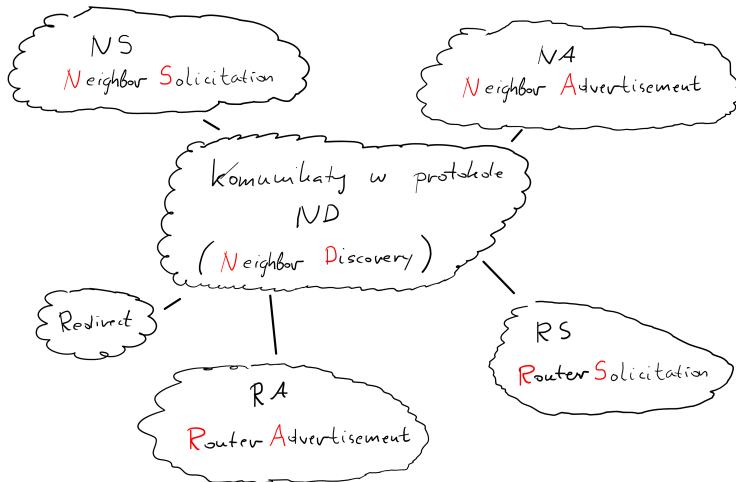 NS
Neighbor Solicitation
NA
Neighbor Advertisement
Komunikaty w protokole
ND
(Neighbor Discovery)
Redirect
RS
Router Solicitation
RA
Router Advertisement